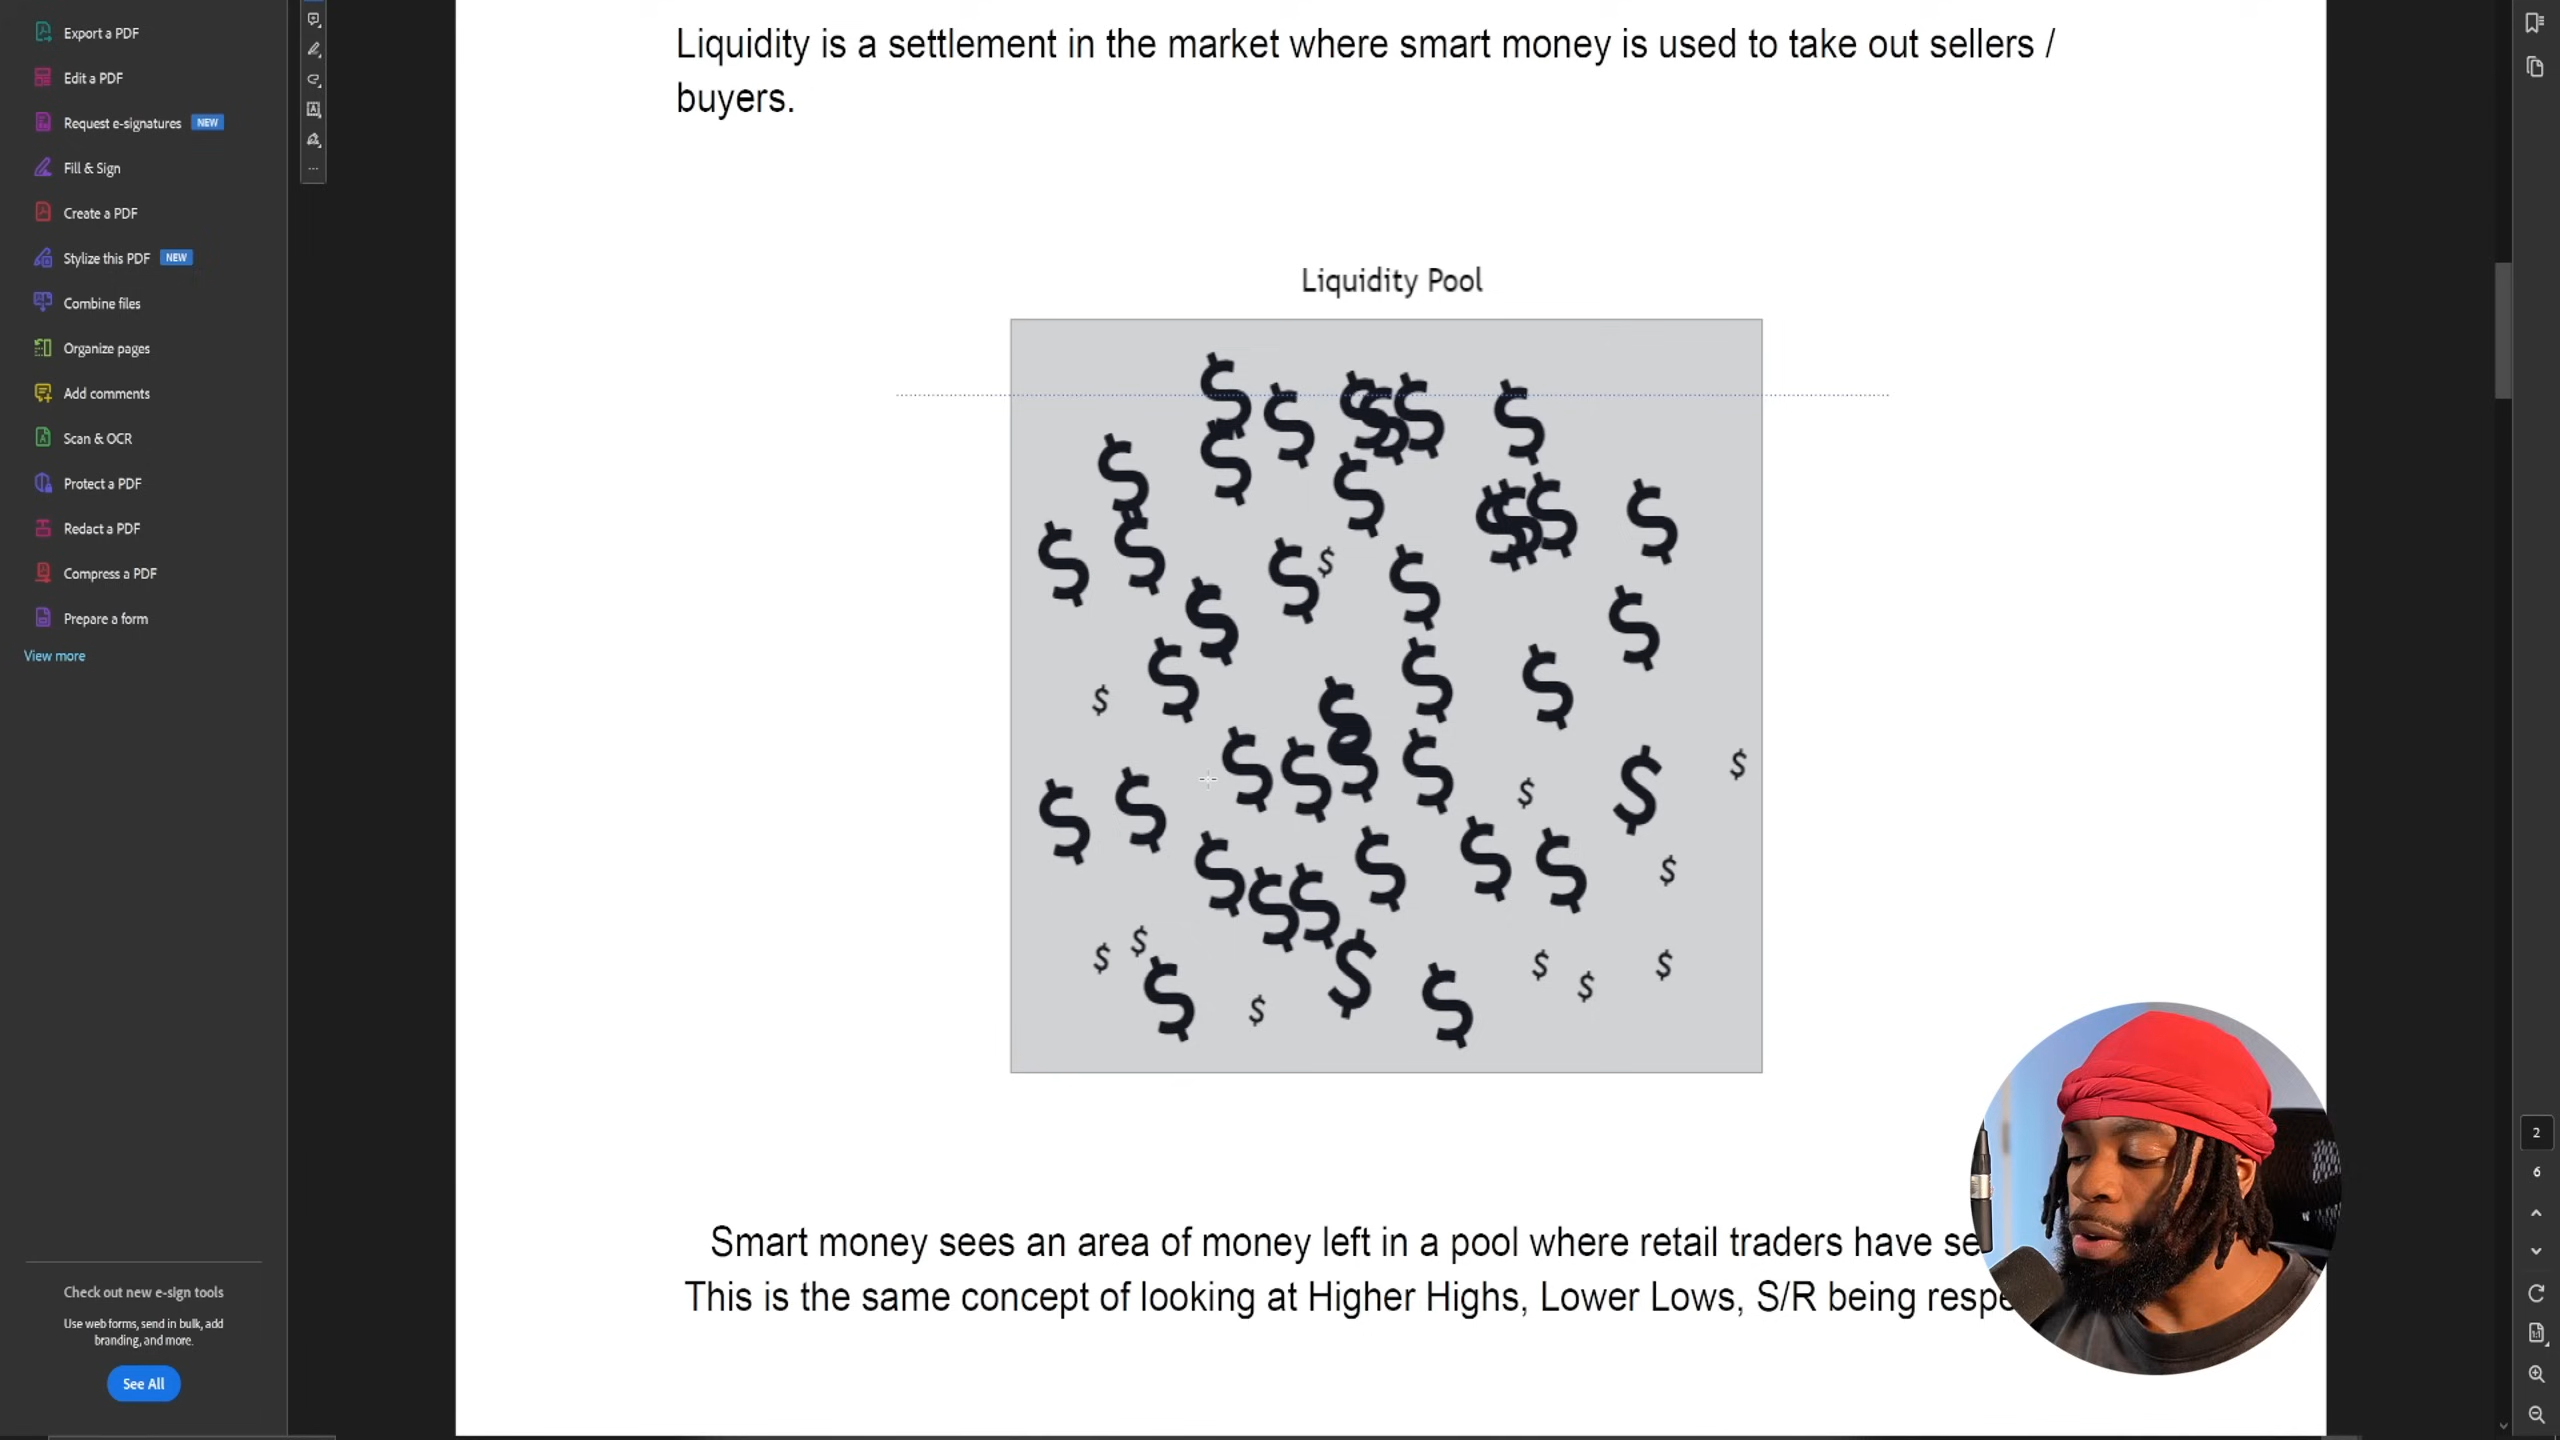 Export a PDF
Edit a PDF
Request e-signatures NEW
Fill & Sign
Create a PDF
Stylize this PDF NEW
Combine files
Organize pages
Add comments
Scan & OCR
Protect a PDF
Redact a PDF
Compress a PDF
Prepare a form
View more
Check out new e-sign tools
Use web forms, send in bulk, add
branding, and more.
See All
Liquidity is a settlement in the market where smart money is used to take out sellers /
buyers.
Liquidity Pool
Smart money sees an area of money left in a pool where retail traders have se
This is the same concept of looking at Higher Highs, Lower Lows, S/R being respe
2
6